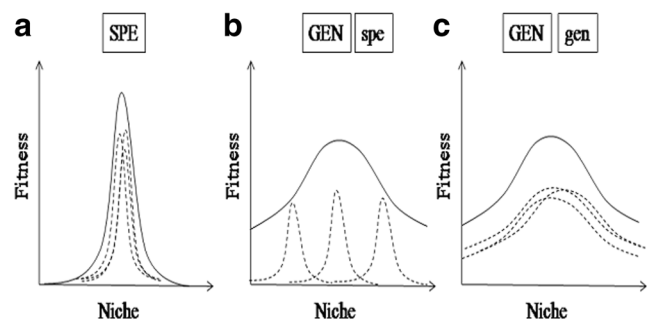 a SPE b GEN spe c GEN gen
Fitness Fitness Fitness
Niche Niche Niche